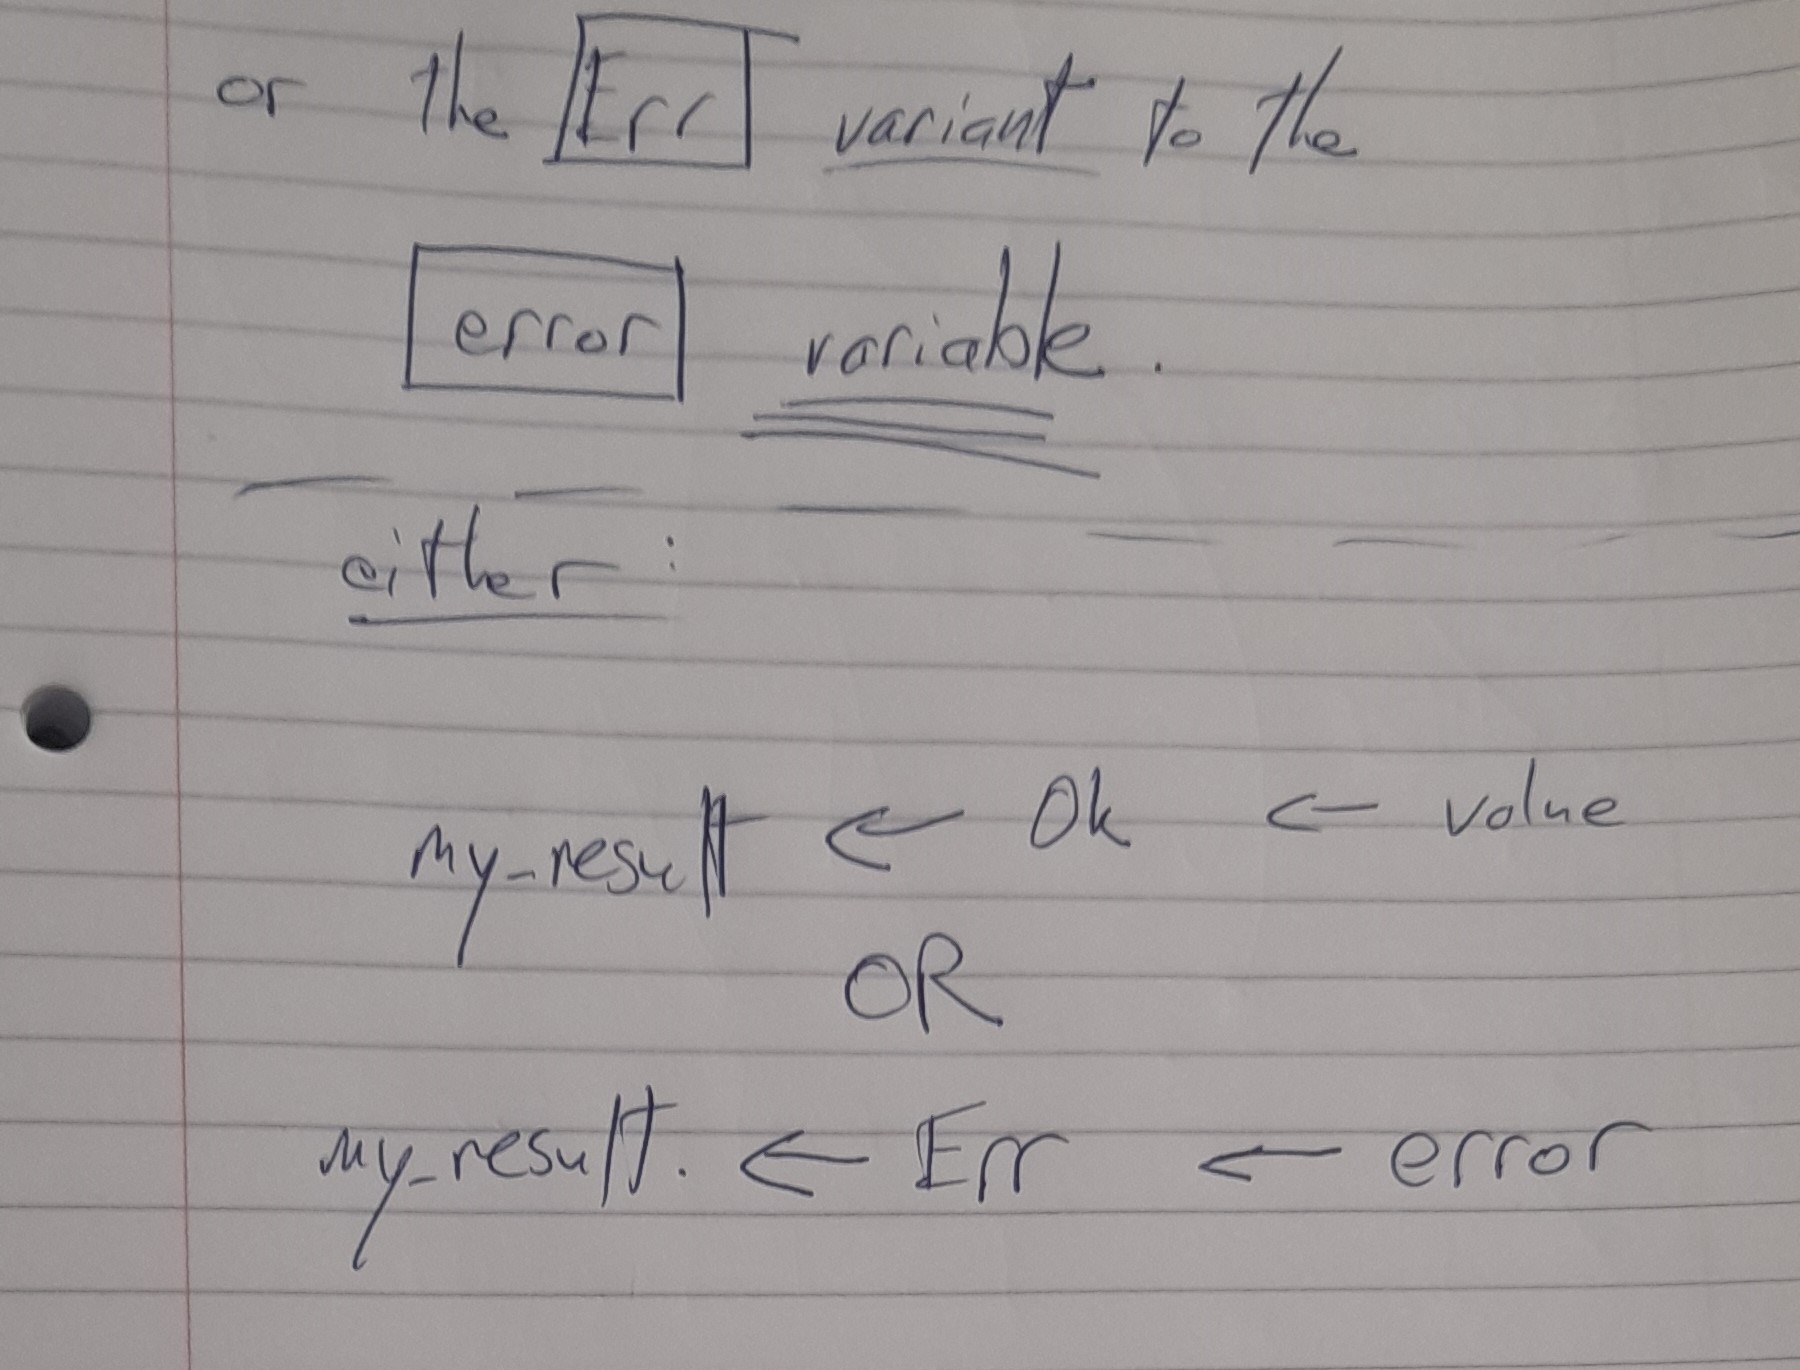 or the Err variant to the
error variable.
either:
my_result ← Ok ← value
OR
my_result. ← Err ← error